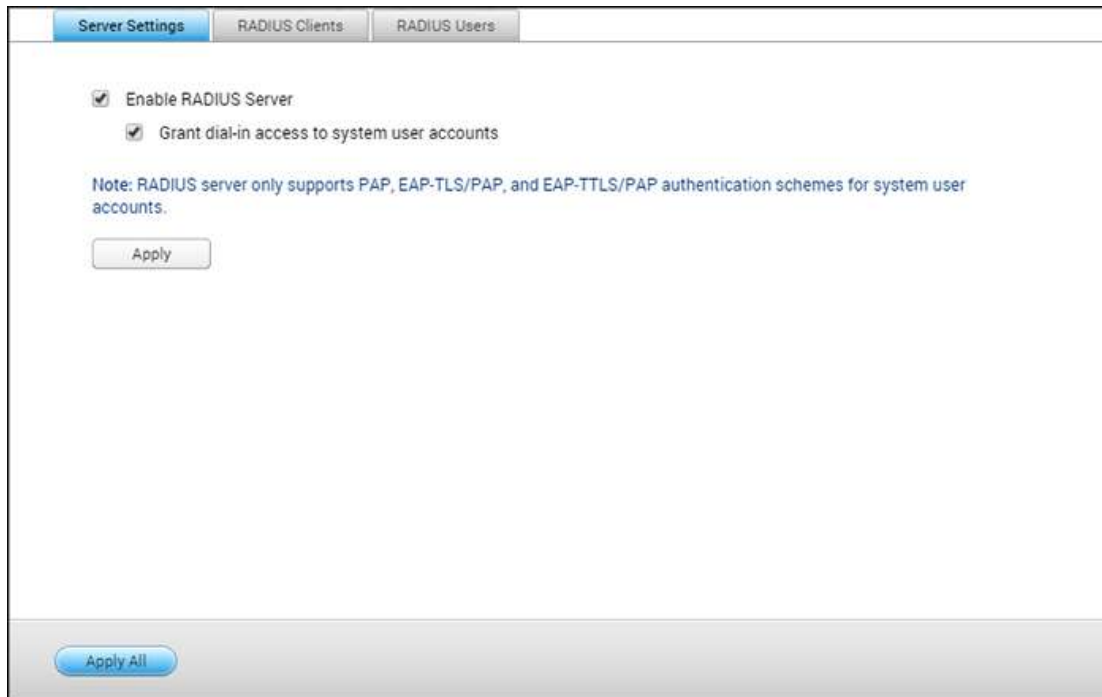 Server Settings
RADIUS Clients
RADIUS Users
Enable RADIUS Server
Grant dial-in access to system user accounts
Note: RADIUS server only supports PAP, EAP-TLS/PAP, and EAP-TTLS/PAP authentication schemes for system user
accounts.
Apply
Apply All